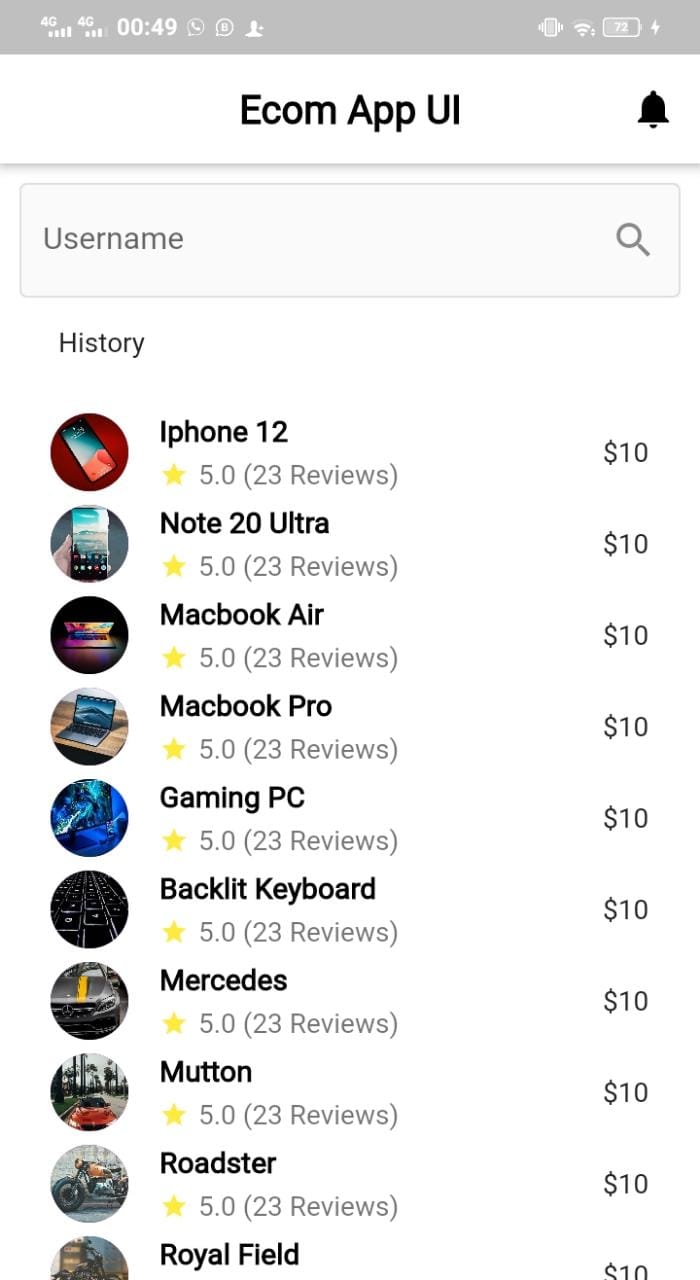 4G 4G 00:49 72
Ecom App UI
Username
History
Iphone 12
5.0 (23 Reviews)
$10
Note 20 Ultra
5.0 (23 Reviews)
$10
Macbook Air
5.0 (23 Reviews)
$10
Macbook Pro
5.0 (23 Reviews)
$10
Gaming PC
5.0 (23 Reviews)
$10
Backlit Keyboard
5.0 (23 Reviews)
$10
Mercedes
5.0 (23 Reviews)
$10
Mutton
5.0 (23 Reviews)
$10
Roadster
5.0 (23 Reviews)
$10
Royal Field
$10